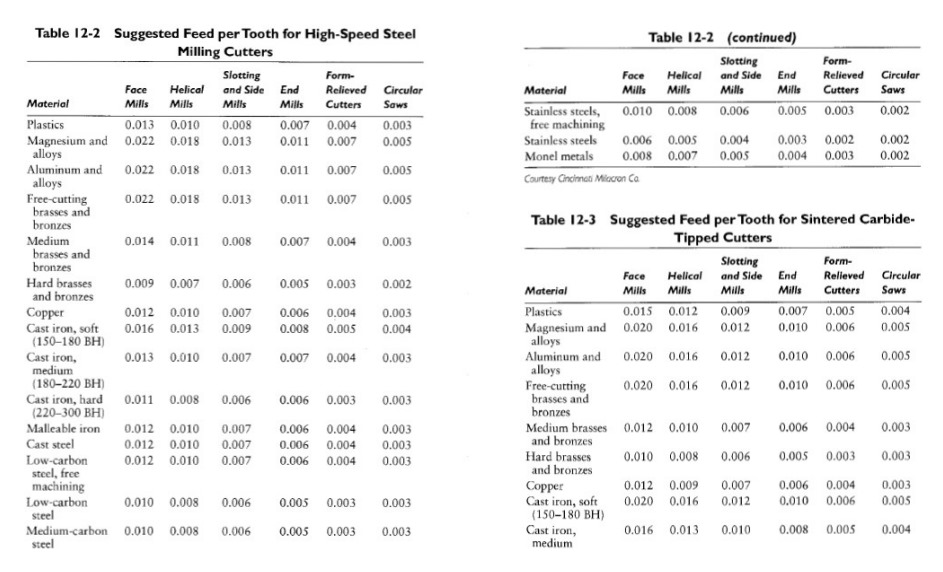 Table 12-2 Suggested Feed per Tooth for High-Speed Steel
Milling Cutters
Slotting Form-
Face Helical and Side End Relieved Circular
Material Mills Mills Mills Mills Cutters Saws
Plastics 0.013 0.010 0.008 0.007 0.004 0.003
Magnesium and 0.022 0.018 0.013 0.011 0.007 0.005
alloys
Aluminum and 0.022 0.018 0.013 0.011 0.007 0.005
alloys
Free-cutting 0.022 0.018 0.013 0.011 0.007 0.005
brasses and
bronzes
Medium 0.014 0.011 0.008 0.007 0.004 0.003
brasses and
bronzes
Hard brasses 0.009 0.007 0.006 0.005 0.003 0.002
and bronzes
Copper 0.012 0.010 0.007 0.006 0.004 0.003
Cast iron, soft 0.016 0.013 0.009 0.008 0.005 0.004
(150–180 BH)
Cast iron, 0.013 0.010 0.007 0.007 0.004 0.003
medium
(180–220 BH)
Cast iron, hard 0.011 0.008 0.006 0.006 0.003 0.003
(220–300 BH)
Malleable iron 0.012 0.010 0.007 0.006 0.004 0.003
Cast steel 0.012 0.010 0.007 0.006 0.004 0.003
Low-carbon 0.012 0.010 0.007 0.006 0.004 0.003
steel, free
machining
Low-carbon 0.010 0.008 0.006 0.005 0.003 0.003
steel
Medium-carbon 0.010 0.008 0.006 0.005 0.003 0.003
steel
Table 12-2 (continued)
Slotting Form-
Face Helical and Side End Relieved Circular
Material Mills Mills Mills Mills Cutters Saws
Stainless steels, 0.010 0.008 0.006 0.005 0.003 0.002
free machining
Stainless steels 0.006 0.005 0.004 0.003 0.002 0.002
Monel metals 0.008 0.007 0.005 0.004 0.003 0.002
Courtesy Cincinnati Milacron Co.
Table 12-3 Suggested Feed per Tooth for Sintered Carbide-
Tipped Cutters
Slotting Form-
Face Helical and Side End Relieved Circular
Material Mills Mills Mills Mills Cutters Saws
Plastics 0.015 0.012 0.009 0.007 0.005 0.004
Magnesium and 0.020 0.016 0.012 0.010 0.006 0.005
alloys
Aluminum and 0.020 0.016 0.012 0.010 0.006 0.005
alloys
Free-cutting 0.020 0.016 0.012 0.010 0.006 0.005
brasses and
bronzes
Medium brasses 0.012 0.010 0.007 0.006 0.004 0.003
and bronzes
Hard brasses 0.010 0.008 0.006 0.005 0.003 0.003
and bronzes
Copper 0.012 0.009 0.007 0.006 0.004 0.003
Cast iron, soft 0.020 0.016 0.012 0.010 0.006 0.005
(150–180 BH)
Cast iron, 0.016 0.013 0.010 0.008 0.005 0.004
medium